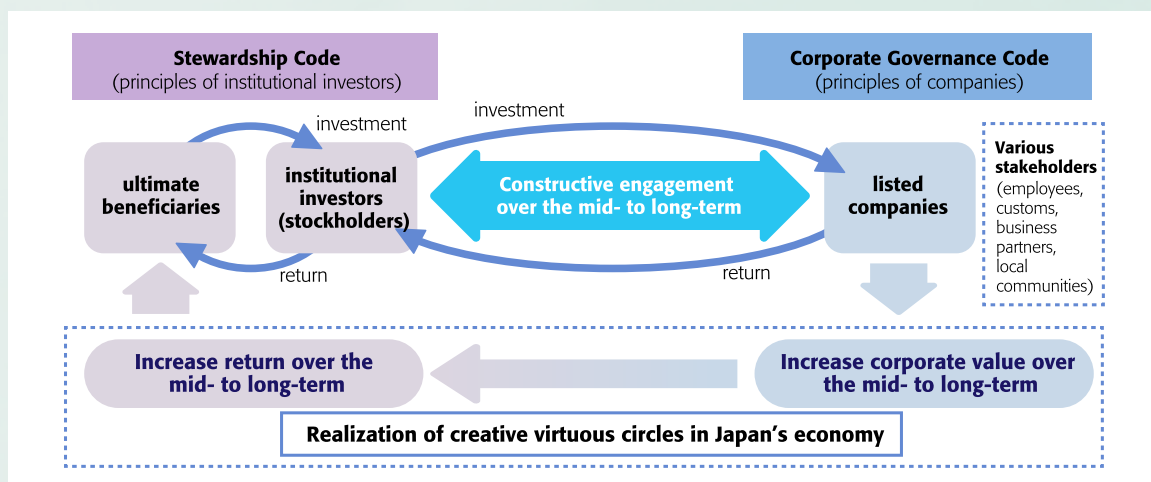 Stewardship Code
(principles of institutional investors)
Corporate Governance Code
(principles of companies)
investment
investment
ultimate
beneficiaries
institutional
investors
(stockholders)
Constructive engagement
over the mid- to long-term
listed
companies
Various
stakeholders
(employees,
customs,
business
partners,
local
communities)
return
return
Increase return over the
mid- to long-term
Increase corporate value over
the mid- to long-term
Realization of creative virtuous circles in Japan’s economy